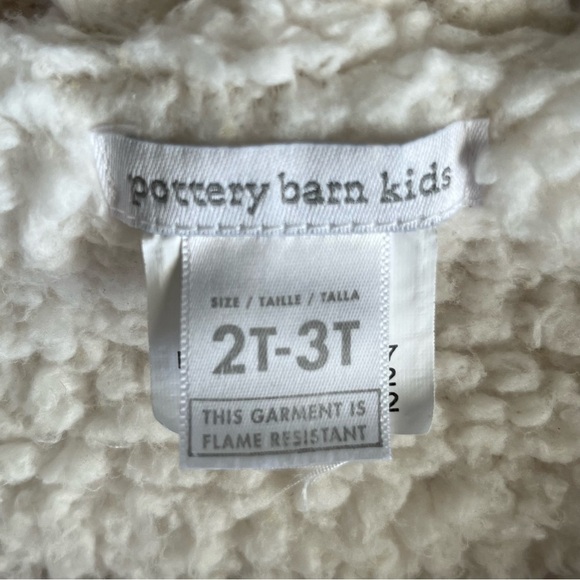 pottery barn kids
SIZE / TAILLE / TALLA
2T-3T
THIS GARMENT IS
FLAME RESISTANT